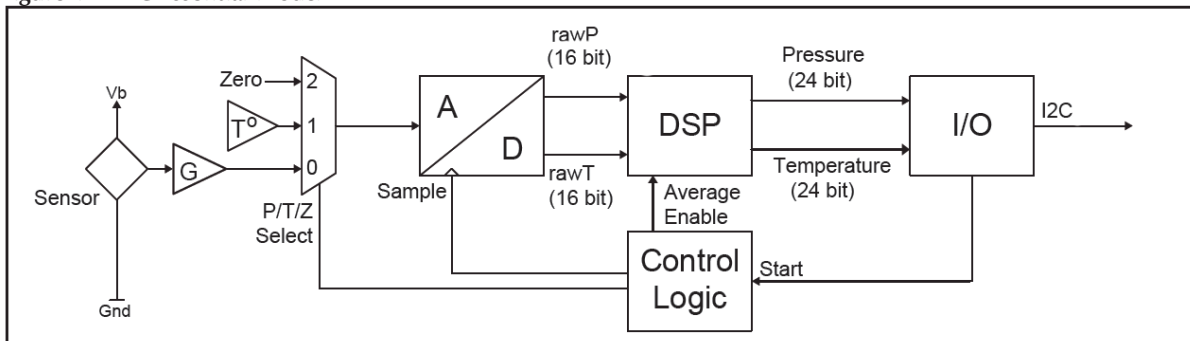 Vb
Sensor
Gnd
G
Zero
T°
2
1
0
P/T/Z
Select
A
D
Sample
rawP
(16 bit)
rawT
(16 bit)
DSP
Average
Enable
Control
Logic
Pressure
(24 bit)
Temperature
(24 bit)
Start
I/O
I2C